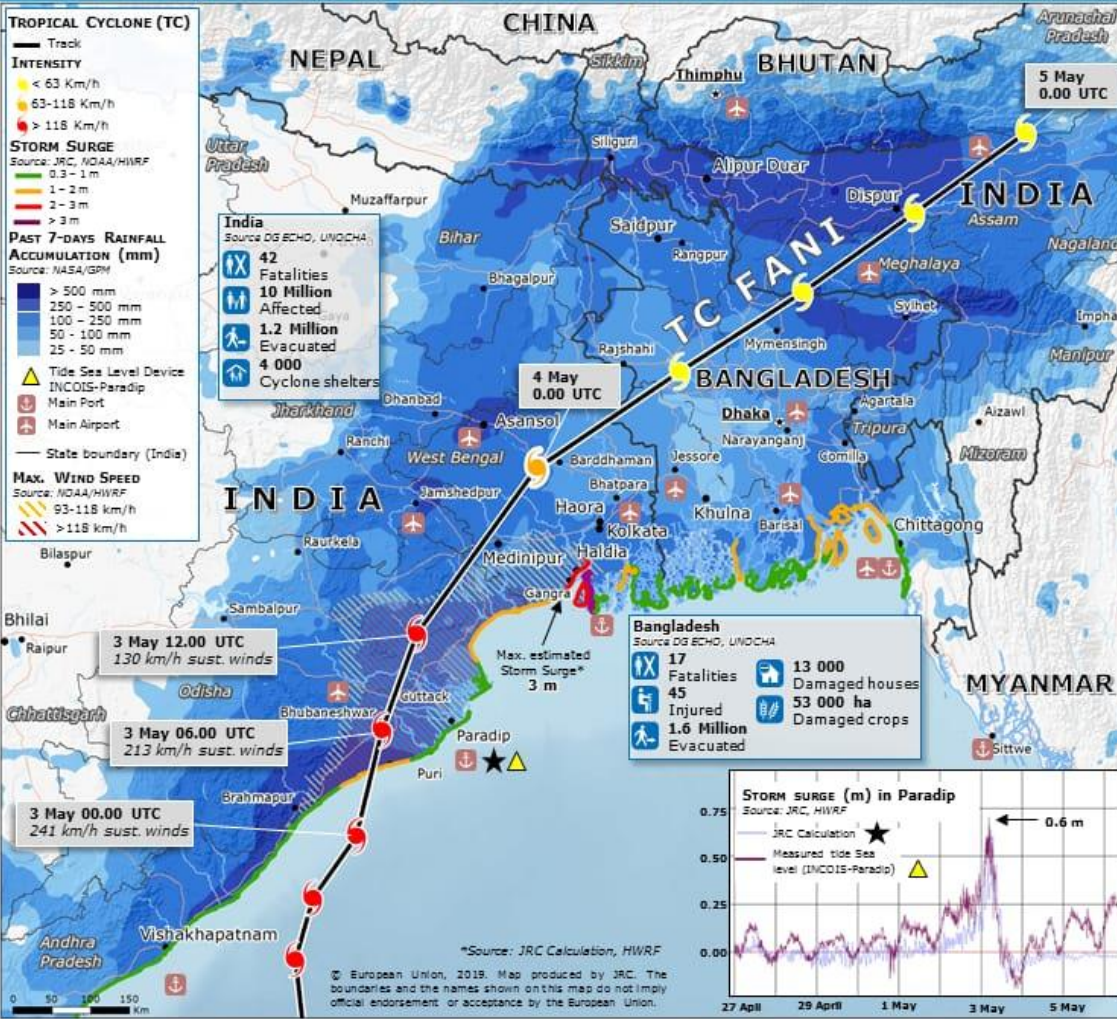 TROPICAL CYCLONE (TC)
Track
INTENSITY
< 63 Km/h
63-118 Km/h
> 118 Km/h
STORM SURGE
Source: JRC, NOAA/HWRF
0.3 – 1 m
1 – 2 m
2 – 3 m
> 3 m
PAST 7-DAYS RAINFALL
ACCUMULATION (mm)
Source: NASA/GPM
> 500 mm
250 – 500 mm
100 – 250 mm
50 - 100 mm
25 - 50 mm
Tide Sea Level Device
INCOIS-Paradip
Main Port
Main Airport
State boundary (India)
MAX. WIND SPEED
Source: NOAA/HWRF
93-118 km/h
>118 km/h
CHINA
NEPAL
Sikkim
BHUTAN
Thimphu
Arunachal
Pradesh
5 May
0.00 UTC
Uttar
Pradesh
Siliguri
Alipur Duar
Dispur
INDIA
Assam
Muzaffarpur
Bihar
Saidpur
Rangpur
Nagaland
Meghalaya
Bhagalpur
Gaya
TC FANI
Sylhet
Impha
Mymensingh
Manipur
Rajshahi
India
Source DG ECHO, UNOCHA
42
Fatalities
10 Million
Affected
1.2 Million
Evacuated
4 000
Cyclone shelters
4 May
0.00 UTC
BANGLADESH
Jharkhand
Dhanbad
Asansol
Dhaka
Agartala
Aizawl
Narayanganj
Tripura
Ranchi
West Bengal
Barddhaman
Jessore
Comilla
Mizoram
INDIA
Jamshedpur
Bhatpara
Haora
Khulna
Barisal
Chittagong
Kolkata
Raurkela
Bilaspur
Medinipur
Haldia
Gangra
Sambalpur
Bhilai
Raipur
3 May 12.00 UTC
130 km/h sust. winds
Max. estimated
Storm Surge*
3 m
Bangladesh
Source DG ECHO, UNOCHA
17
Fatalities
45
Injured
1.6 Million
Evacuated
13 000
Damaged houses
53 000 ha
Damaged crops
MYANMAR
Sittwe
Odisha
Cuttack
Chhattisgarh
Bhubaneshwar
3 May 06.00 UTC
213 km/h sust. winds
Paradip
Puri
Brahmapur
3 May 00.00 UTC
241 km/h sust. winds
Andhra
Pradesh
Vishakhapatnam
0 50 100 150
Km
*Source: JRC Calculation, HWRF
© European Union, 2019. Map produced by JRC. The
boundaries and the names shown on this map do not imply
official endorsement or acceptance by the European Union.
STORM SURGE (m) in Paradip
Source: JRC, HWRF
JRC Calculation
Measured tide Sea
level (INCOIS-Paradip)
0.6 m
0.75
0.50
0.25
0.00
27 April 29 April 1 May 3 May 5 May